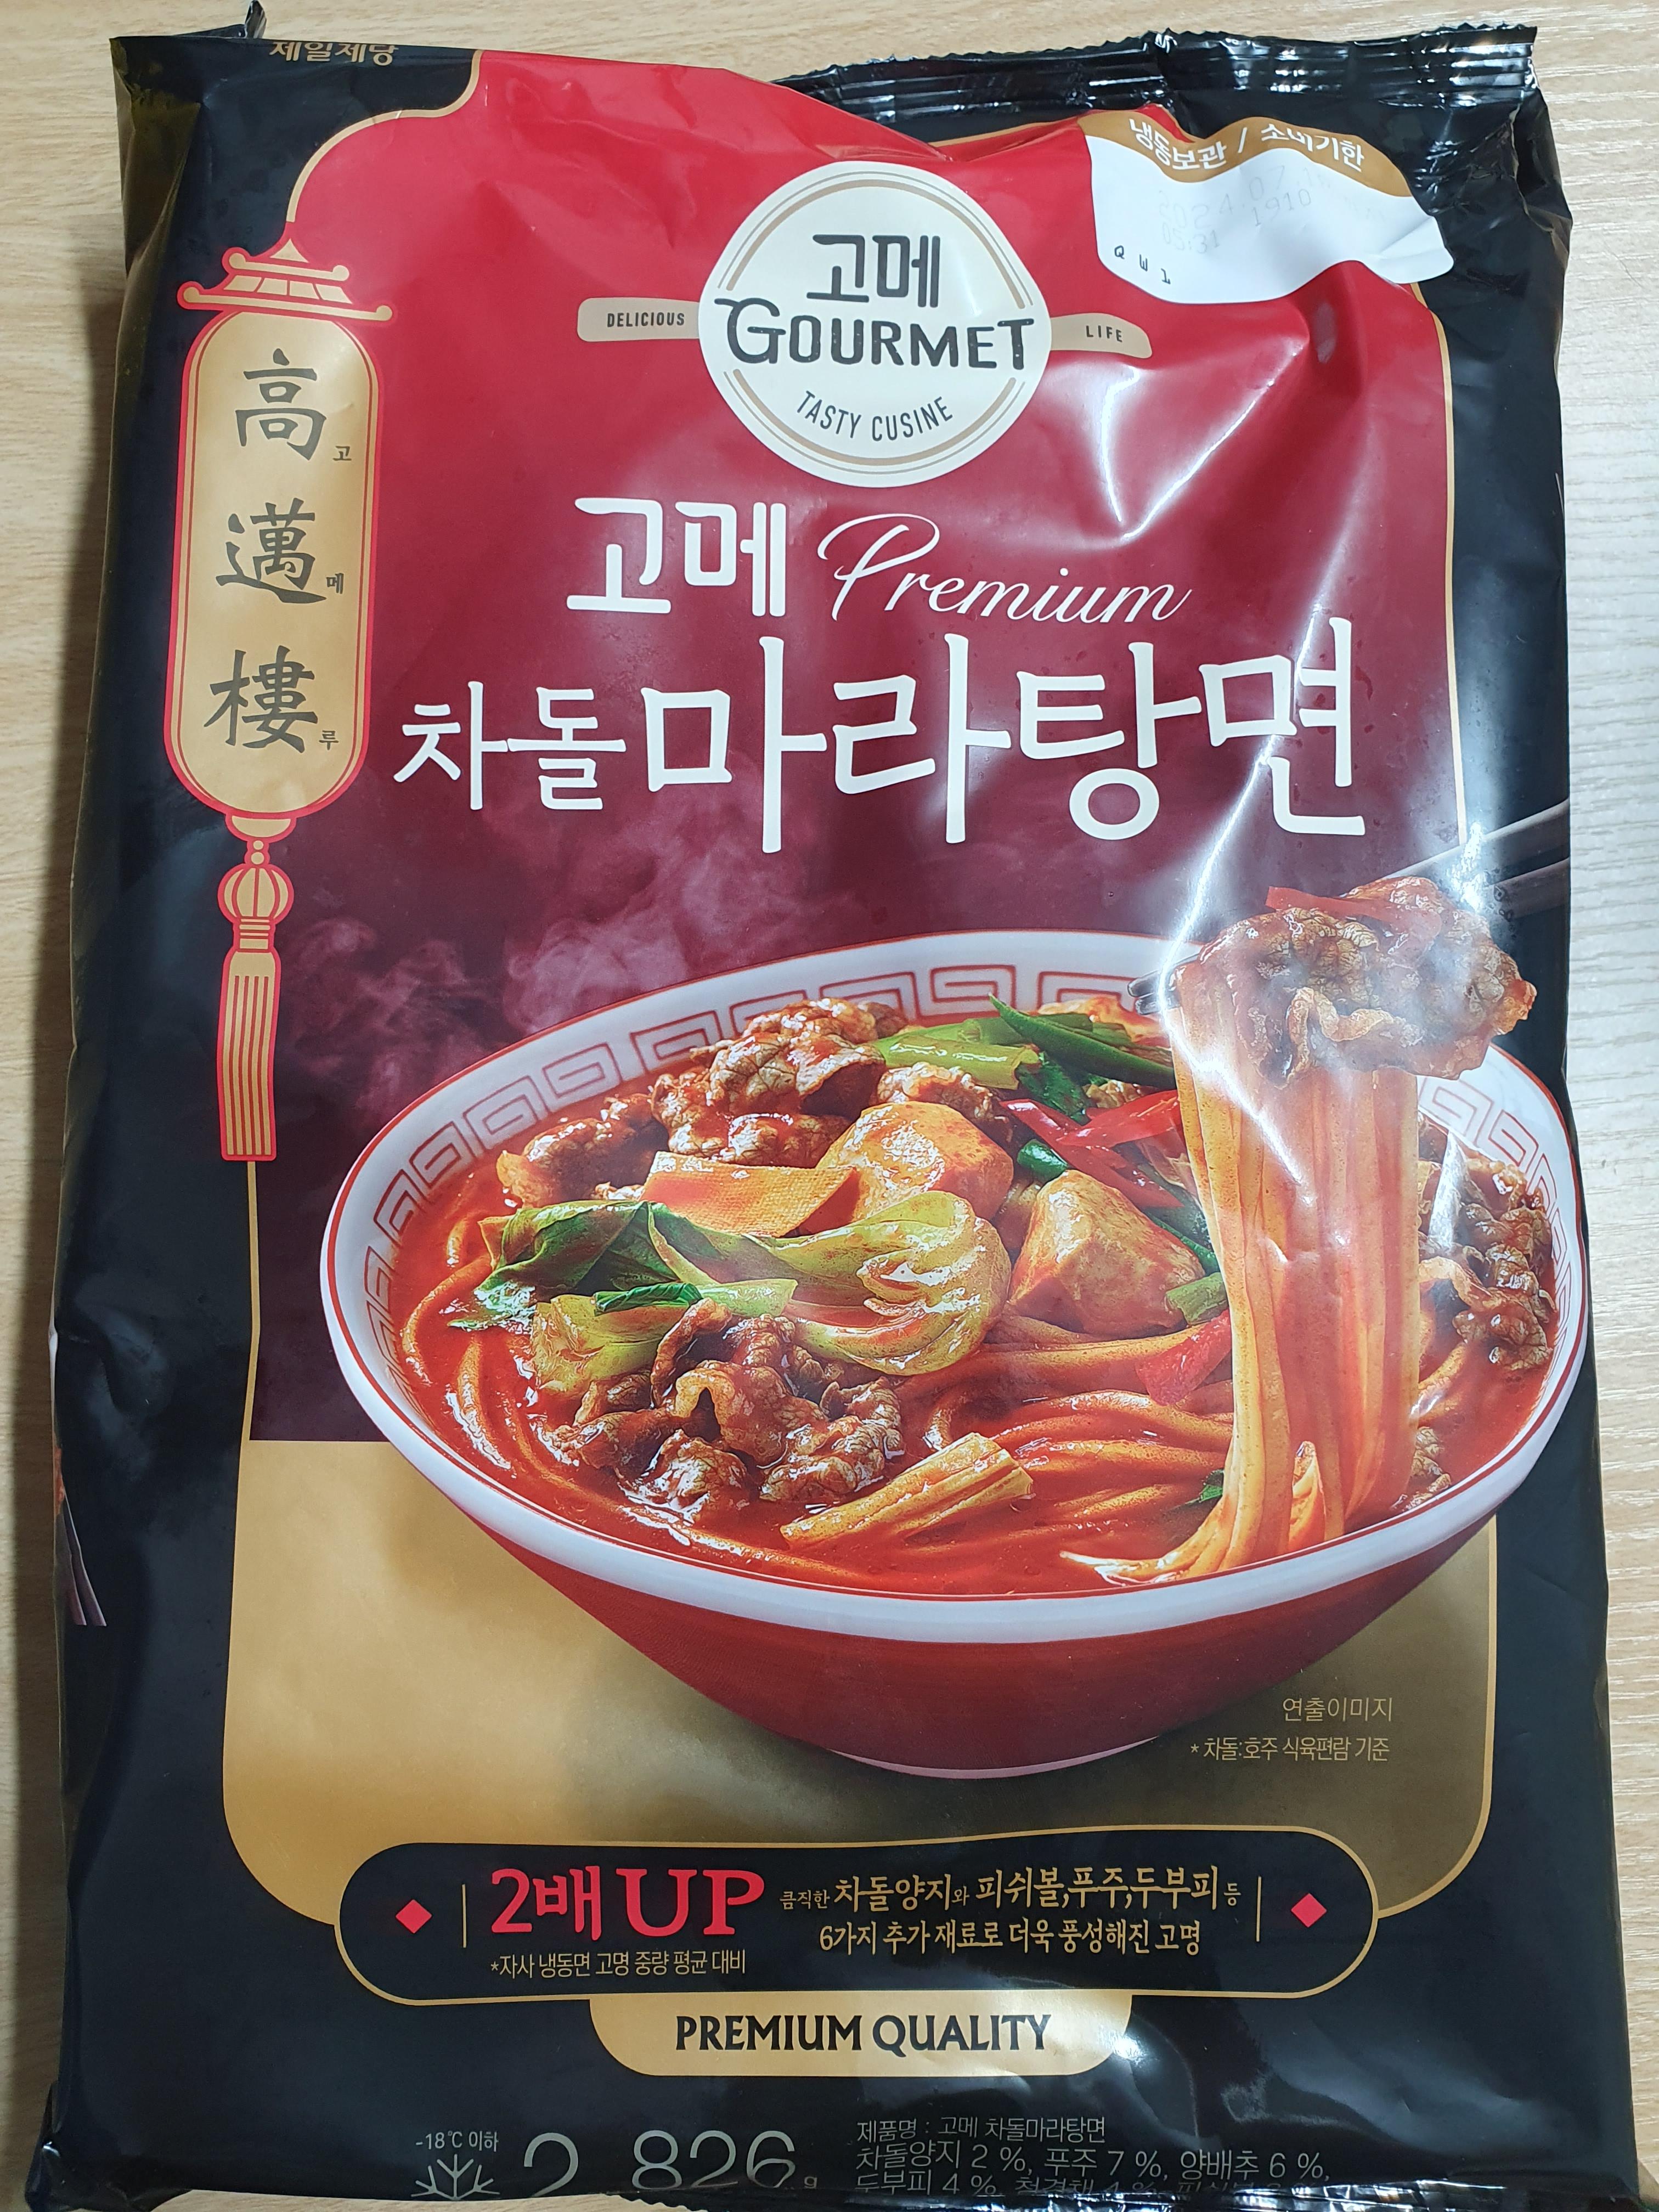 제일제당
냉동보관 / 소비기한
2024.07
05:31 1910
QW1
고메
GOURMET
DELICIOUS LIFE
TASTY CUSINE
高 고
邁 메
樓 루
고메 Premium
차돌마라탕면
연출이미지
* 차돌:호주 식육편람 기준
2배 UP
*자사 냉동면 고명 중량 평균 대비
큼직한 차돌양지와 피쉬볼,푸주,두부피 등
6가지 추가 재료로 더욱 풍성해진 고명
PREMIUM QUALITY
-18℃ 이하
2
826g
제품명 : 고메 차돌마라탕면
차돌양지 2 %, 푸주 7 %, 양배추 6 %,
두부피 4 %, 청경채